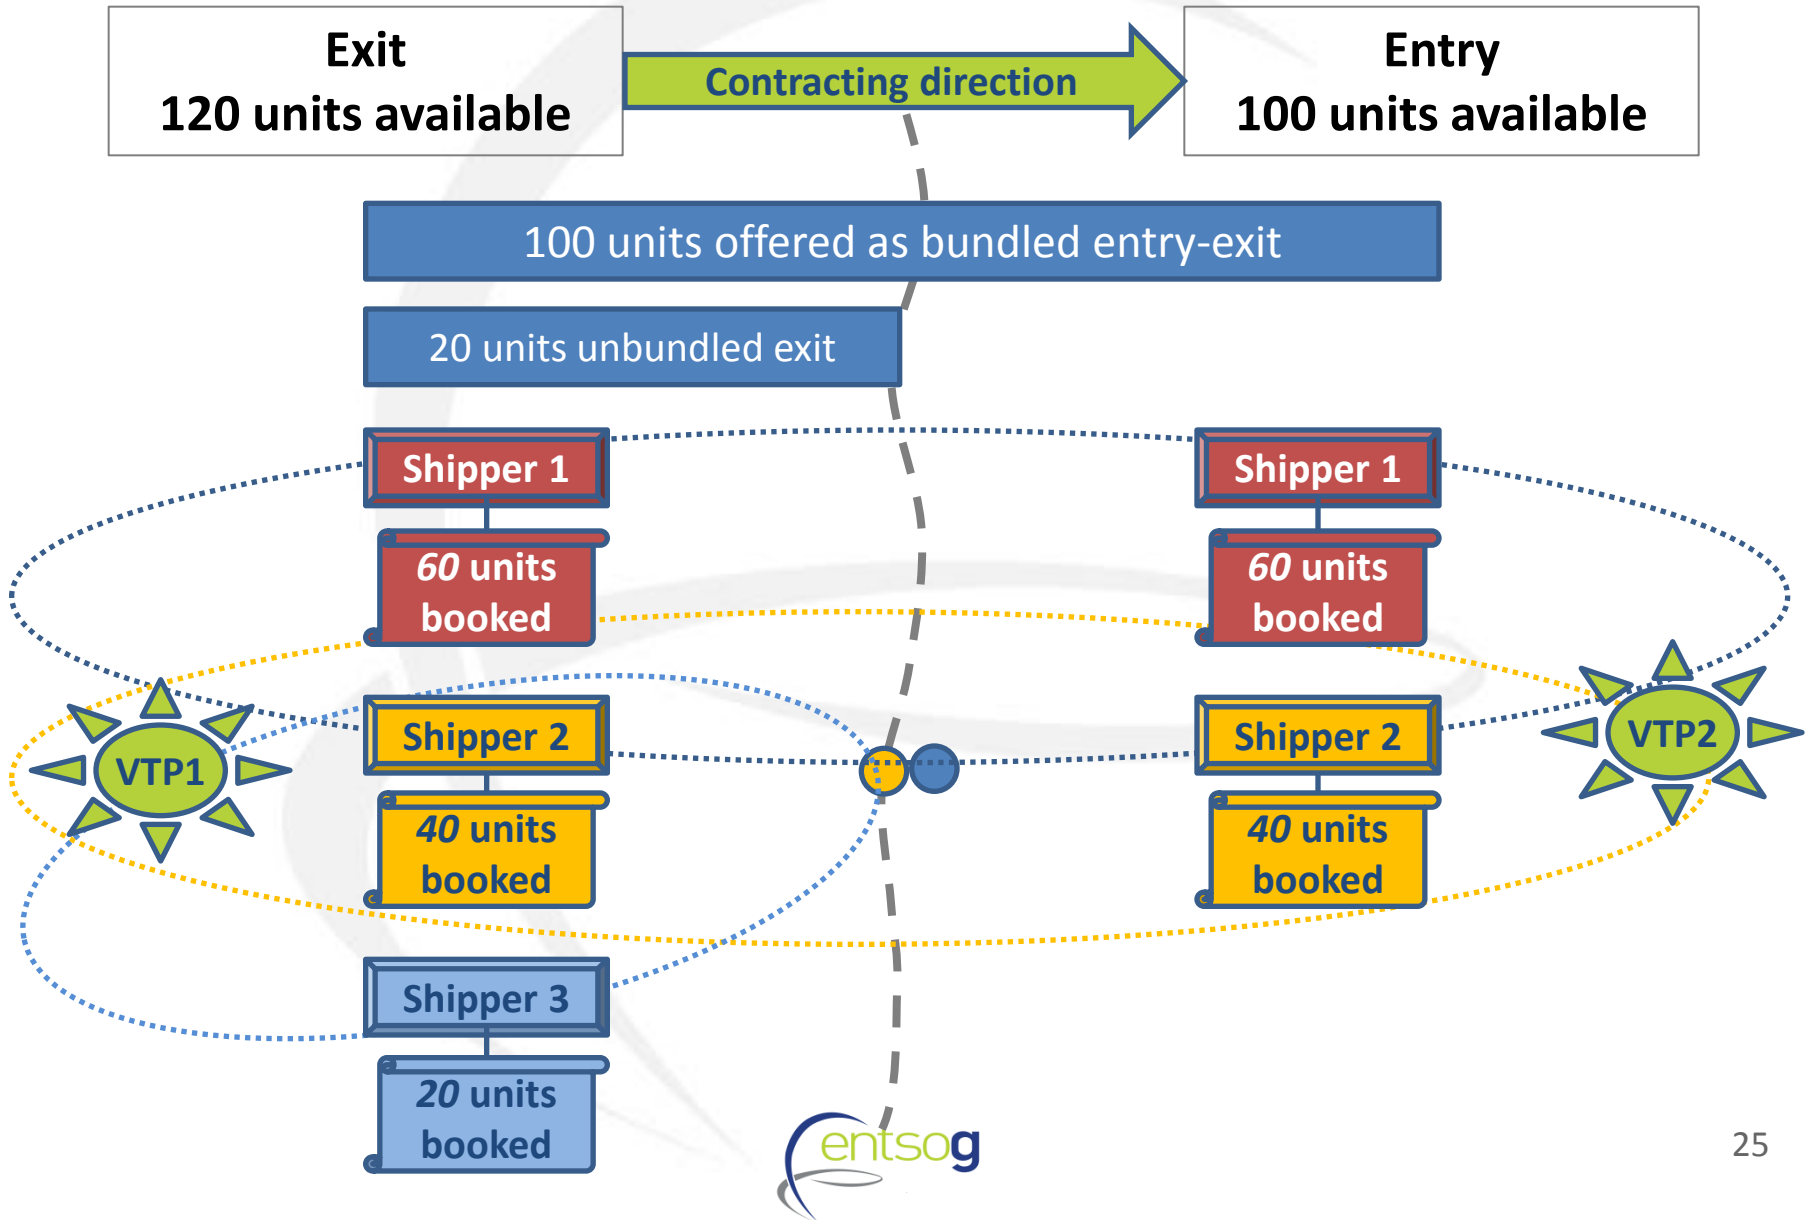 Exit
120 units available
Contracting direction
Entry
100 units available
100 units offered as bundled entry-exit
20 units unbundled exit
Shipper 1
60 units
booked
Shipper 1
60 units
booked
VTP1
Shipper 2
40 units
booked
Shipper 2
40 units
booked
VTP2
Shipper 3
20 units
booked
entsog
25